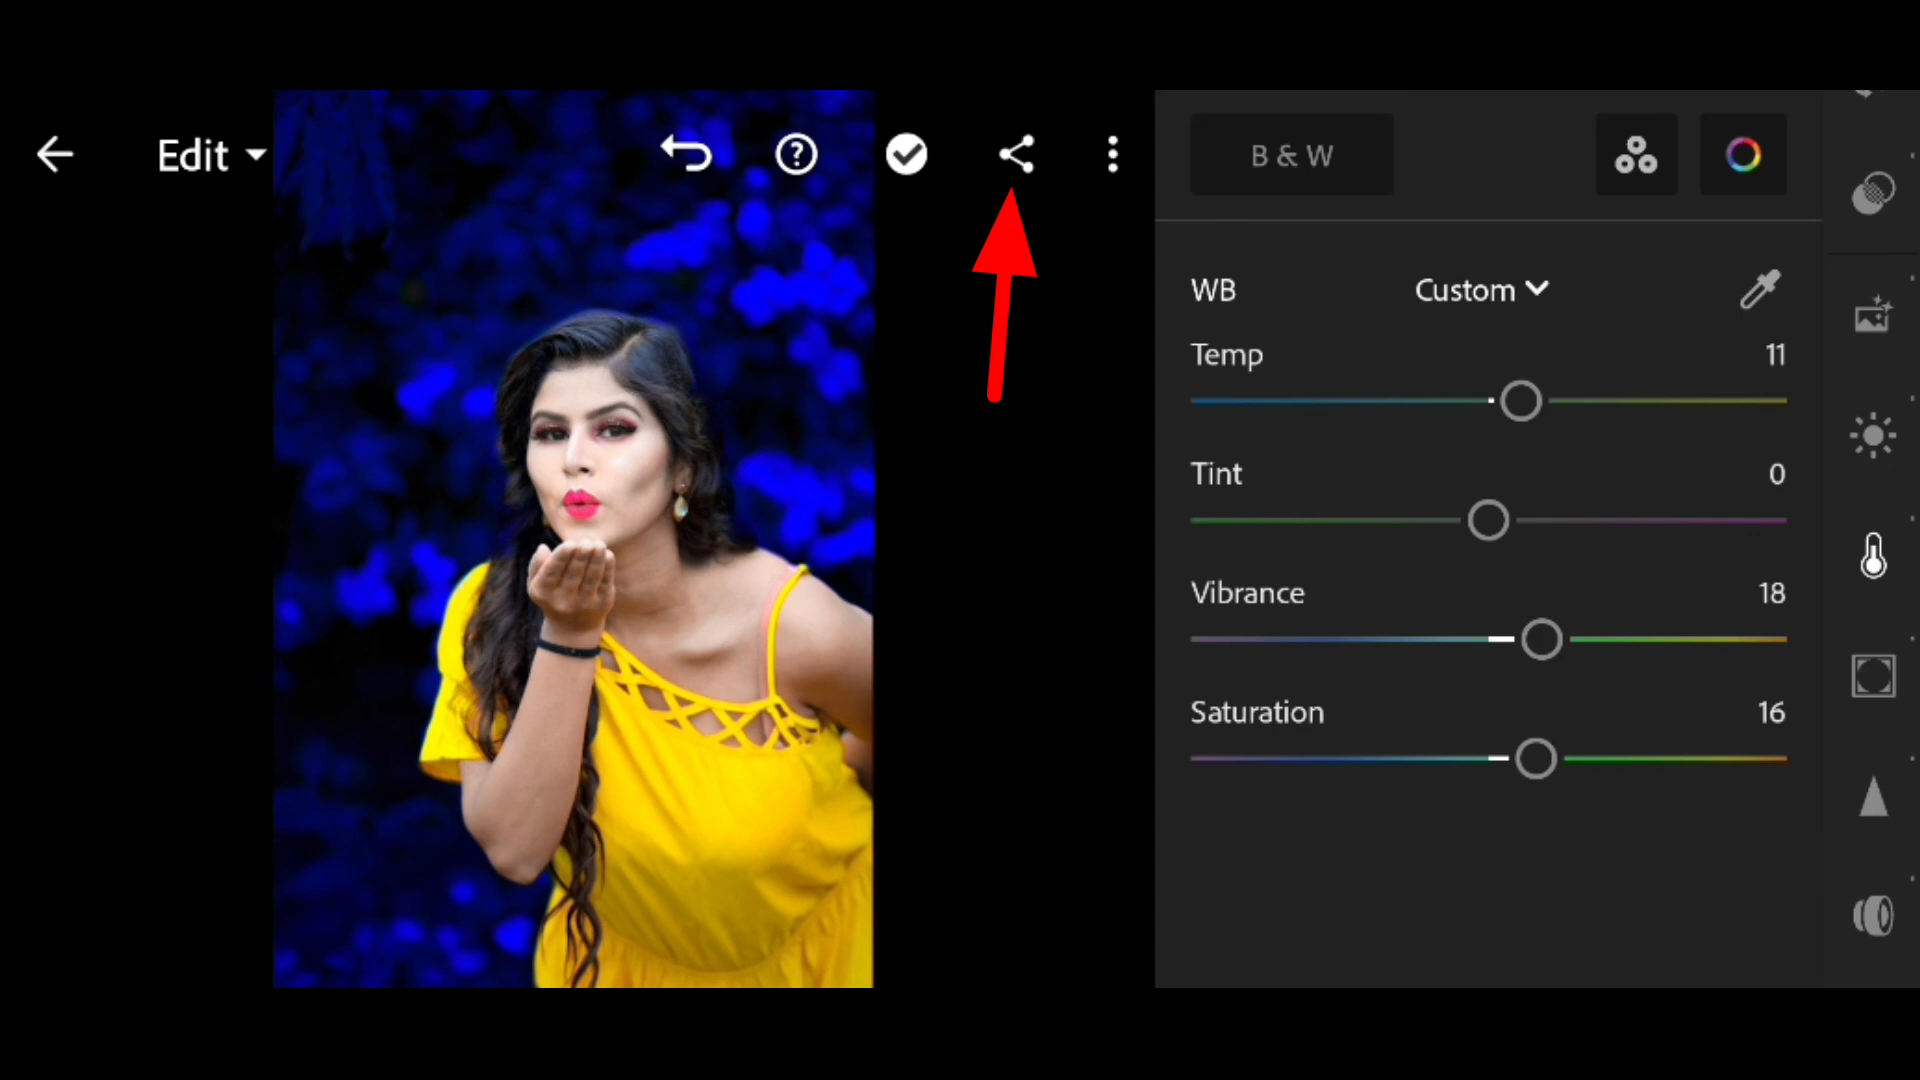 Edit
B & W
WB Custom
Temp 11
Tint 0
Vibrance 18
Saturation 16